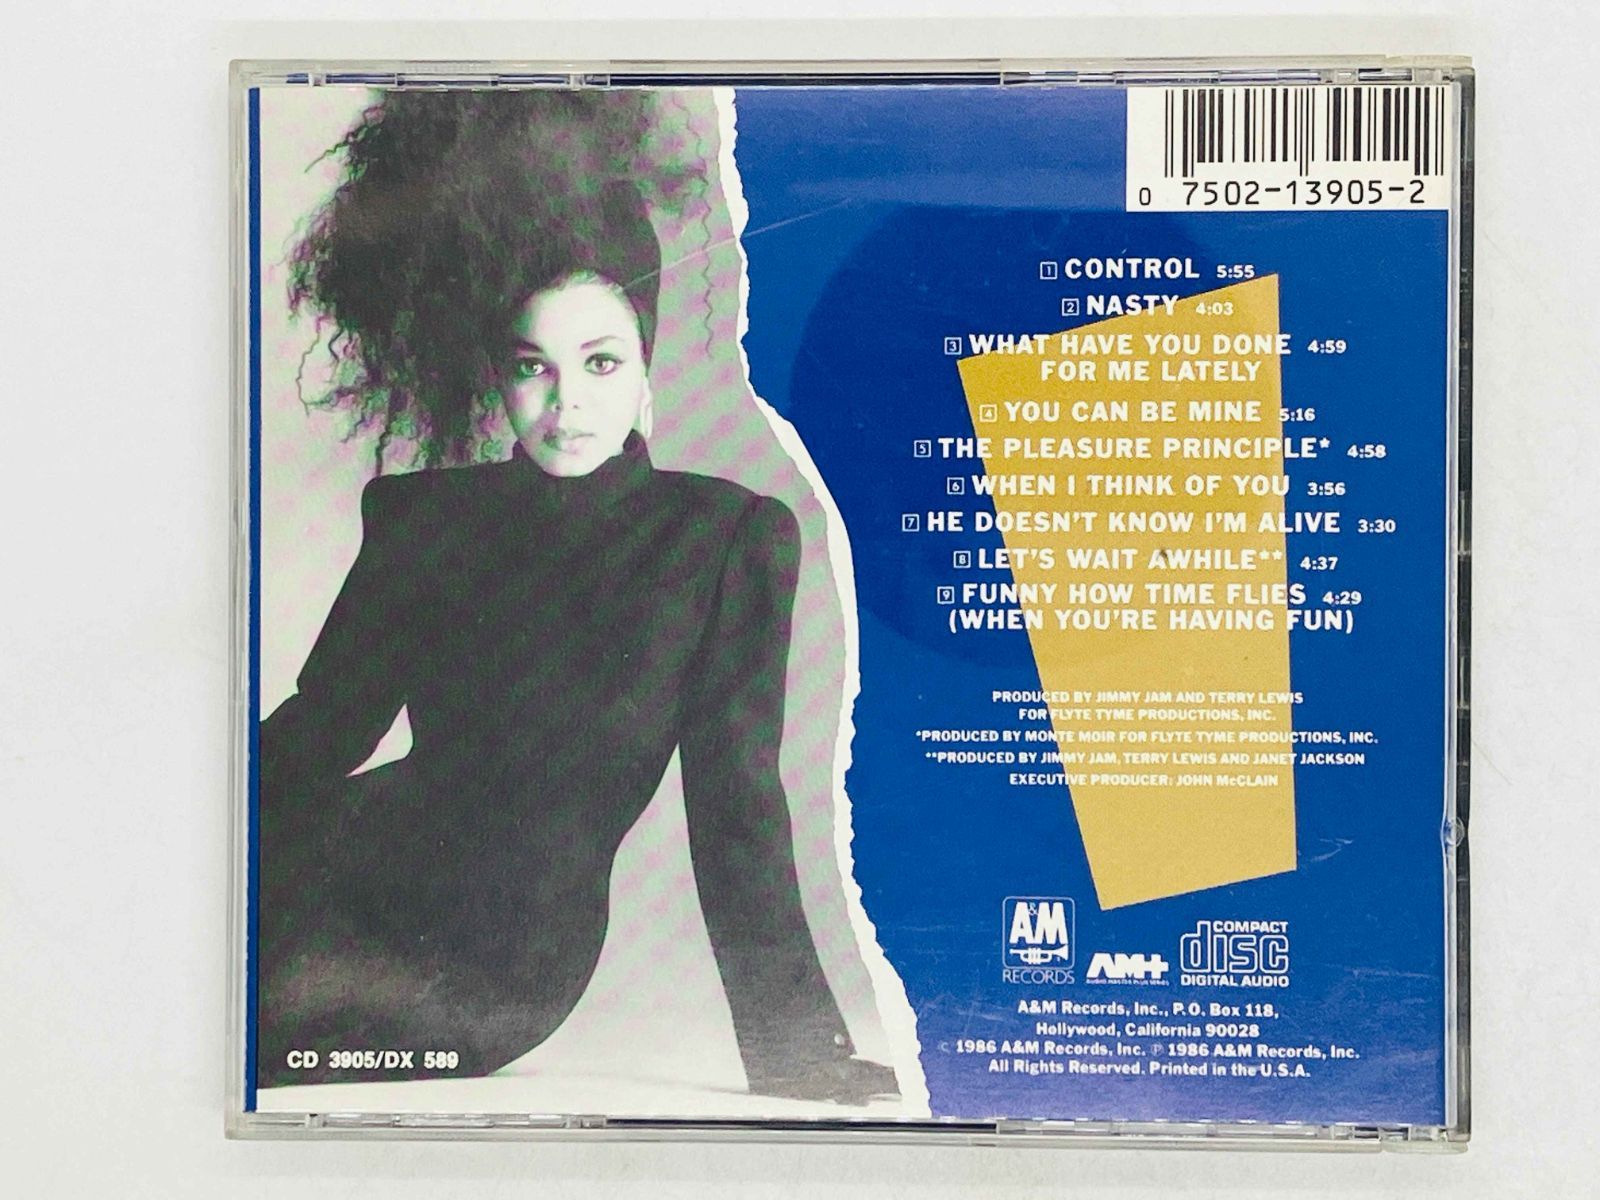 0 7502-13905-2
1 CONTROL 5:55
2 NASTY 4:03
3 WHAT HAVE YOU DONE 4:59
FOR ME LATELY
4 YOU CAN BE MINE 5:16
5 THE PLEASURE PRINCIPLE* 4:58
6 WHEN I THINK OF YOU 3:56
7 HE DOESN'T KNOW I'M ALIVE 3:30
8 LET'S WAIT AWHILE** 4:37
9 FUNNY HOW TIME FLIES 4:29
(WHEN YOU'RE HAVING FUN)
PRODUCED BY JIMMY JAM AND TERRY LEWIS
FOR FLYTE TYME PRODUCTIONS, INC.
*PRODUCED BY MONTE MOIR FOR FLYTE TYME PRODUCTIONS, INC.
**PRODUCED BY JIMMY JAM, TERRY LEWIS AND JANET JACKSON
EXECUTIVE PRODUCER: JOHN McCLAIN
A&M
RECORDS
AM+
AUDIO MASTER PLUS SERIES
COMPACT
disc
DIGITAL AUDIO
A&M Records, Inc., P.O. Box 118,
Hollywood, California 90028
© 1986 A&M Records, Inc. ℗ 1986 A&M Records, Inc.
All Rights Reserved. Printed in the U.S.A.
CD 3905/DX 589